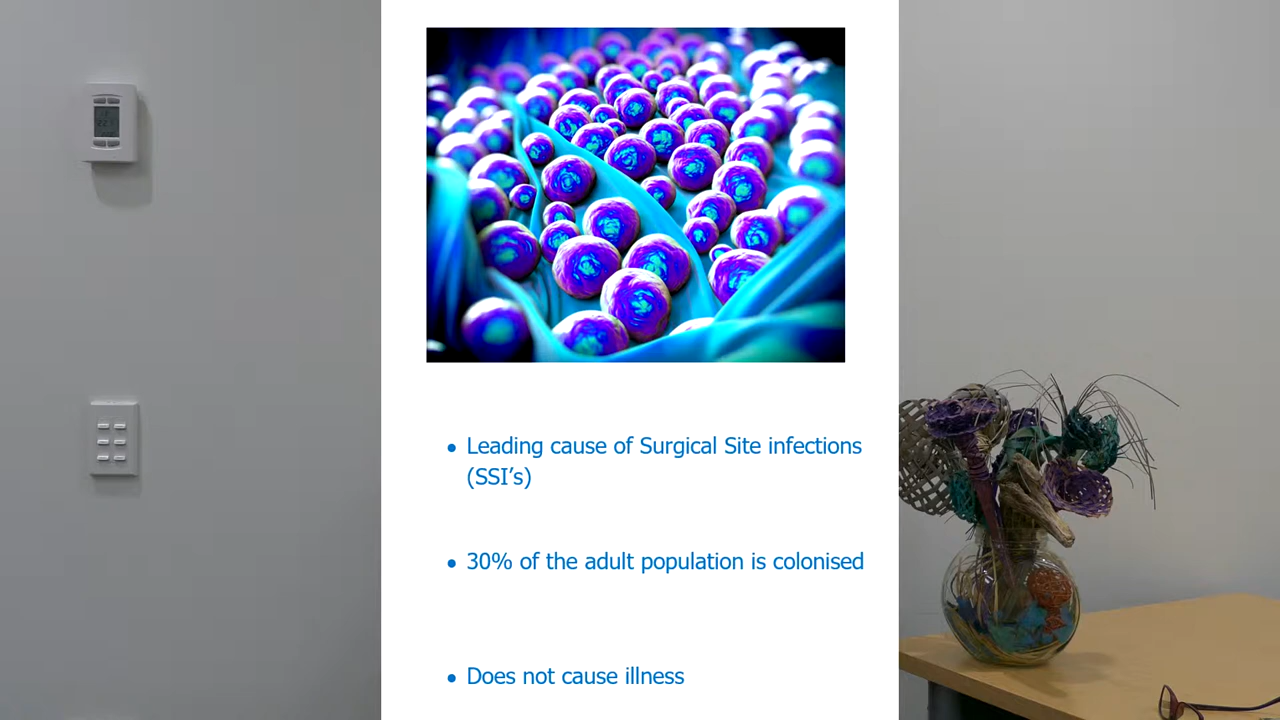 • Leading cause of Surgical Site infections
(SSI’s)
• 30% of the adult population is colonised
• Does not cause illness